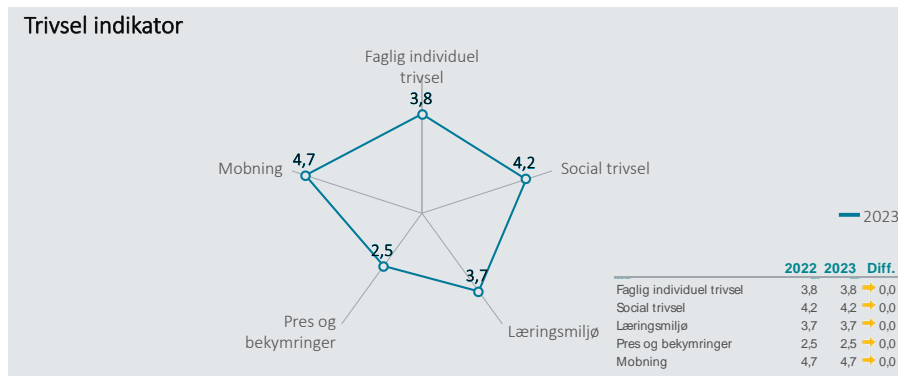 Trivsel indikator
Faglig individuel
trivsel
3,8
4,7
Mobning
4,2
Social trivsel
2,5
3,7
Pres og
bekymringer
Læringsmiljø
2023
2022 2023 Diff.
Faglig individuel trivsel 3,8 3,8 0,0
Social trivsel 4,2 4,2 0,0
Læringsmiljø 3,7 3,7 0,0
Pres og bekymringer 2,5 2,5 0,0
Mobning 4,7 4,7 0,0